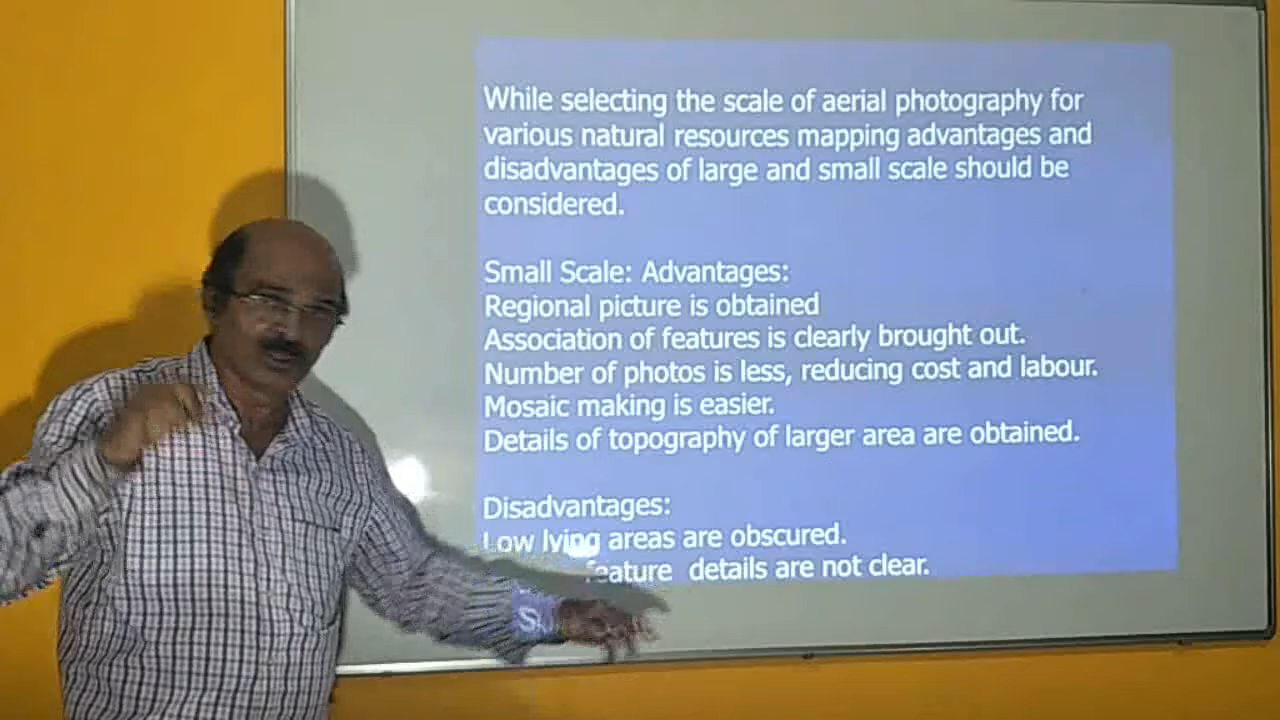 While selecting the scale of aerial photography for
various natural resources mapping advantages and
disadvantages of large and small scale should be
considered.
Small Scale: Advantages:
Regional picture is obtained
Association of features is clearly brought out.
Number of photos is less, reducing cost and labour.
Mosaic making is easier.
Details of topography of larger area are obtained.
Disadvantages:
Low lying areas are obscured.
feature details are not clear.